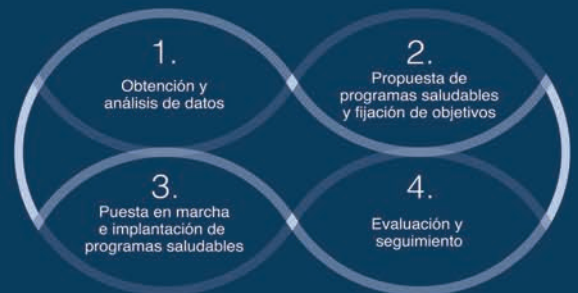 1.
Obtención y
análisis de datos
2.
Propuesta de
programas saludables
y fijación de objetivos
3.
Puesta en marcha
e implantación de
programas saludables
4.
Evaluación y
seguimiento